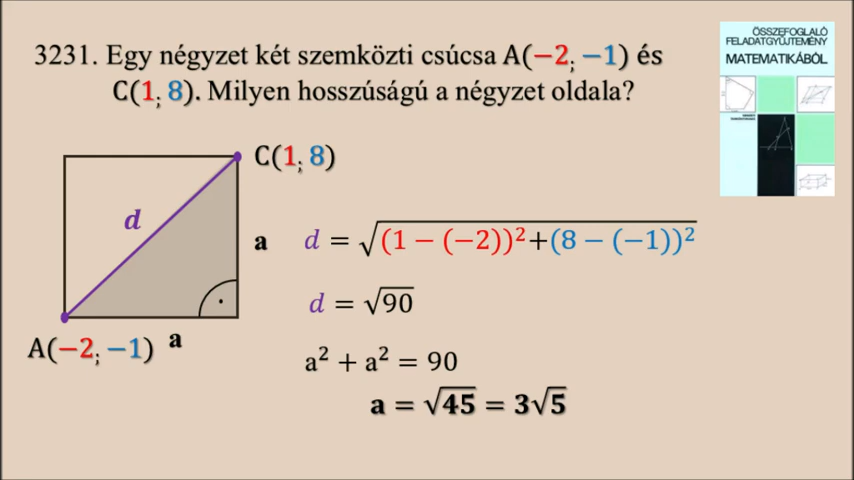 3231. Egy négyzet két szemközti csúcsa A(−2; −1) és
C(1; 8). Milyen hosszúságú a négyzet oldala?
ÖSSZEFOGLALÓ
FELADATGYŰJTEMÉNY
MATEMATIKÁBÓL
C(1; 8)
d
a
d = √(1 − (−2))²+(8 − (−1))²
d = √90
A(−2; −1)
a
a² + a² = 90
a = √45 = 3√5